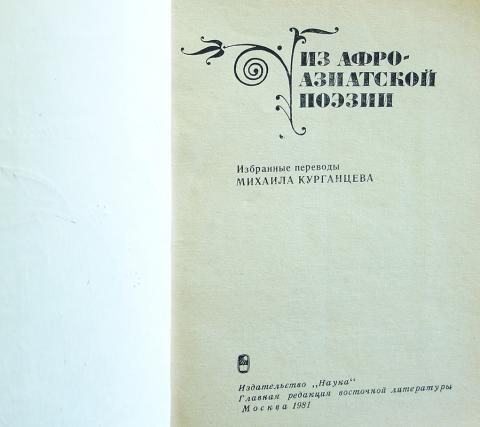 ИЗ АФРО-
АЗИАТСКОЙ
ПОЭЗИИ
Избранные переводы
МИХАИЛА КУРГАНЦЕВА
Издательство „Наука“
Главная редакция восточной литературы
Москва 1981